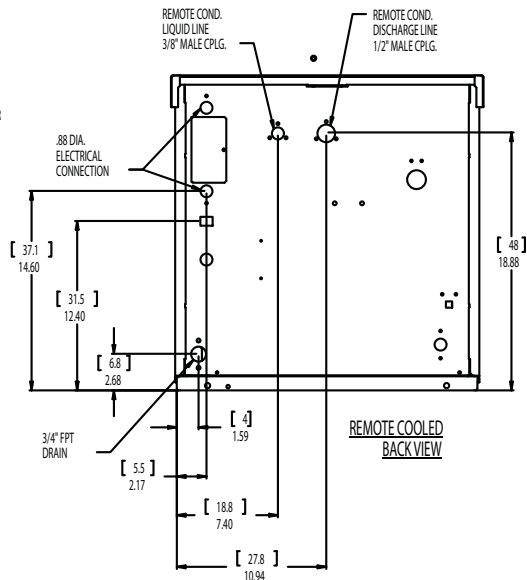 REMOTE COND.
LIQUID LINE
3/8" MALE CPLG.
REMOTE COND.
DISCHARGE LINE
1/2" MALE CPLG.
.88 DIA.
ELECTRICAL
CONNECTION
[ 37.1 ]
14.60
[ 31.5 ]
12.40
[ 48 ]
18.88
[ 6.8 ]
2.68
3/4" FPT
DRAIN
[ 4 ]
1.59
[ 5.5 ]
2.17
[ 18.8 ]
7.40
[ 27.8 ]
10.94
REMOTE COOLED
BACK VIEW